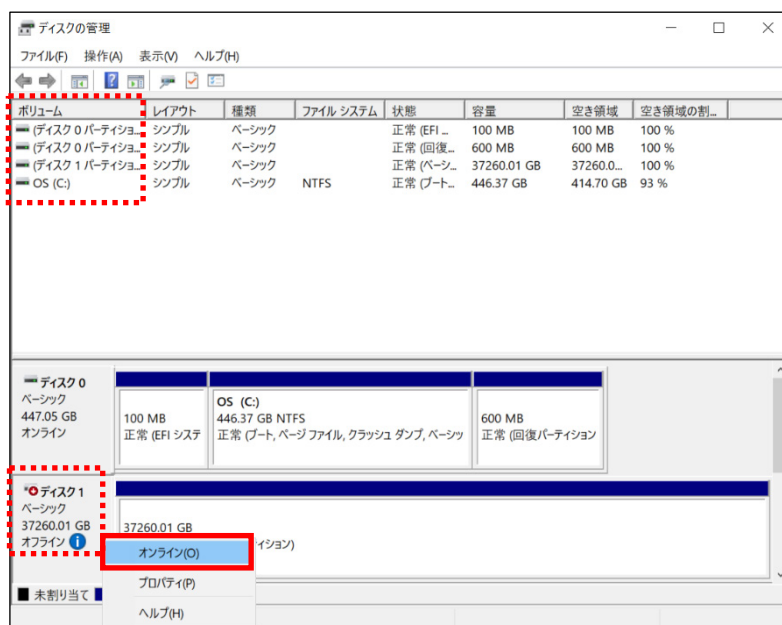 ディスクの管理
ファイル(F) 操作(A) 表示(V) ヘルプ(H)
ボリューム レイアウト 種類 ファイル システム 状態 容量 空き領域 空き領域の割...
(ディスク 0 パーティショ... シンプル ベーシック 正常 (EFI ... 100 MB 100 MB 100 %
(ディスク 0 パーティショ... シンプル ベーシック 正常 (回復... 600 MB 600 MB 100 %
(ディスク 1 パーティショ... シンプル ベーシック 正常 (ベーシ... 37260.01 GB 37260.0... 100 %
OS (C:) シンプル ベーシック NTFS 正常 (ブート... 446.37 GB 414.70 GB 93 %
ディスク 0
ベーシック
447.05 GB
オンライン
100 MB
正常 (EFI システ
OS (C:)
446.37 GB NTFS
正常 (ブート, ページ ファイル, クラッシュ ダンプ, ベーシッ
600 MB
正常 (回復パーティション
ディスク 1
ベーシック
37260.01 GB
オフライン
37260.01 GB
ィション)
オンライン(O)
プロパティ(P)
ヘルプ(H)
未割り当て